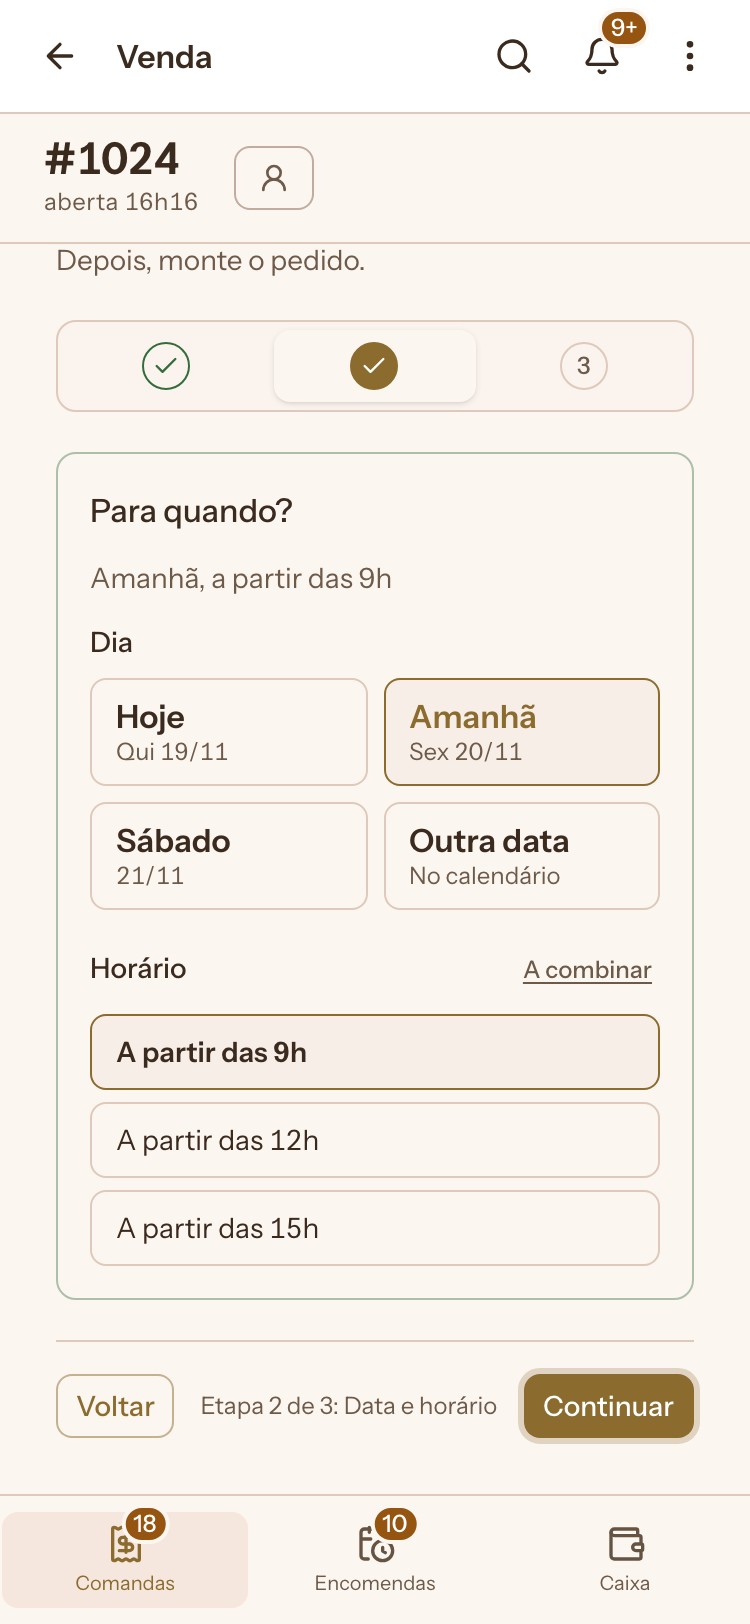 Venda
9+
#1024
aberta 16h16
Depois, monte o pedido.
3
Para quando?
Amanhã, a partir das 9h
Dia
Hoje
Qui 19/11
Amanhã
Sex 20/11
Sábado
21/11
Outra data
No calendário
Horário
A combinar
A partir das 9h
A partir das 12h
A partir das 15h
Voltar
Etapa 2 de 3: Data e horário
Continuar
18
Comandas
10
Encomendas
Caixa